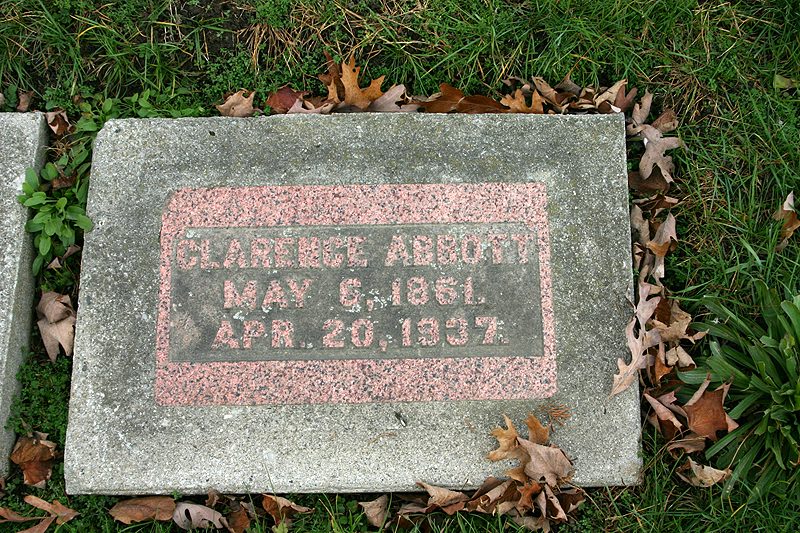 CLARENCE ABBOTT
MAY 6, 1861.
APR. 20, 1937.